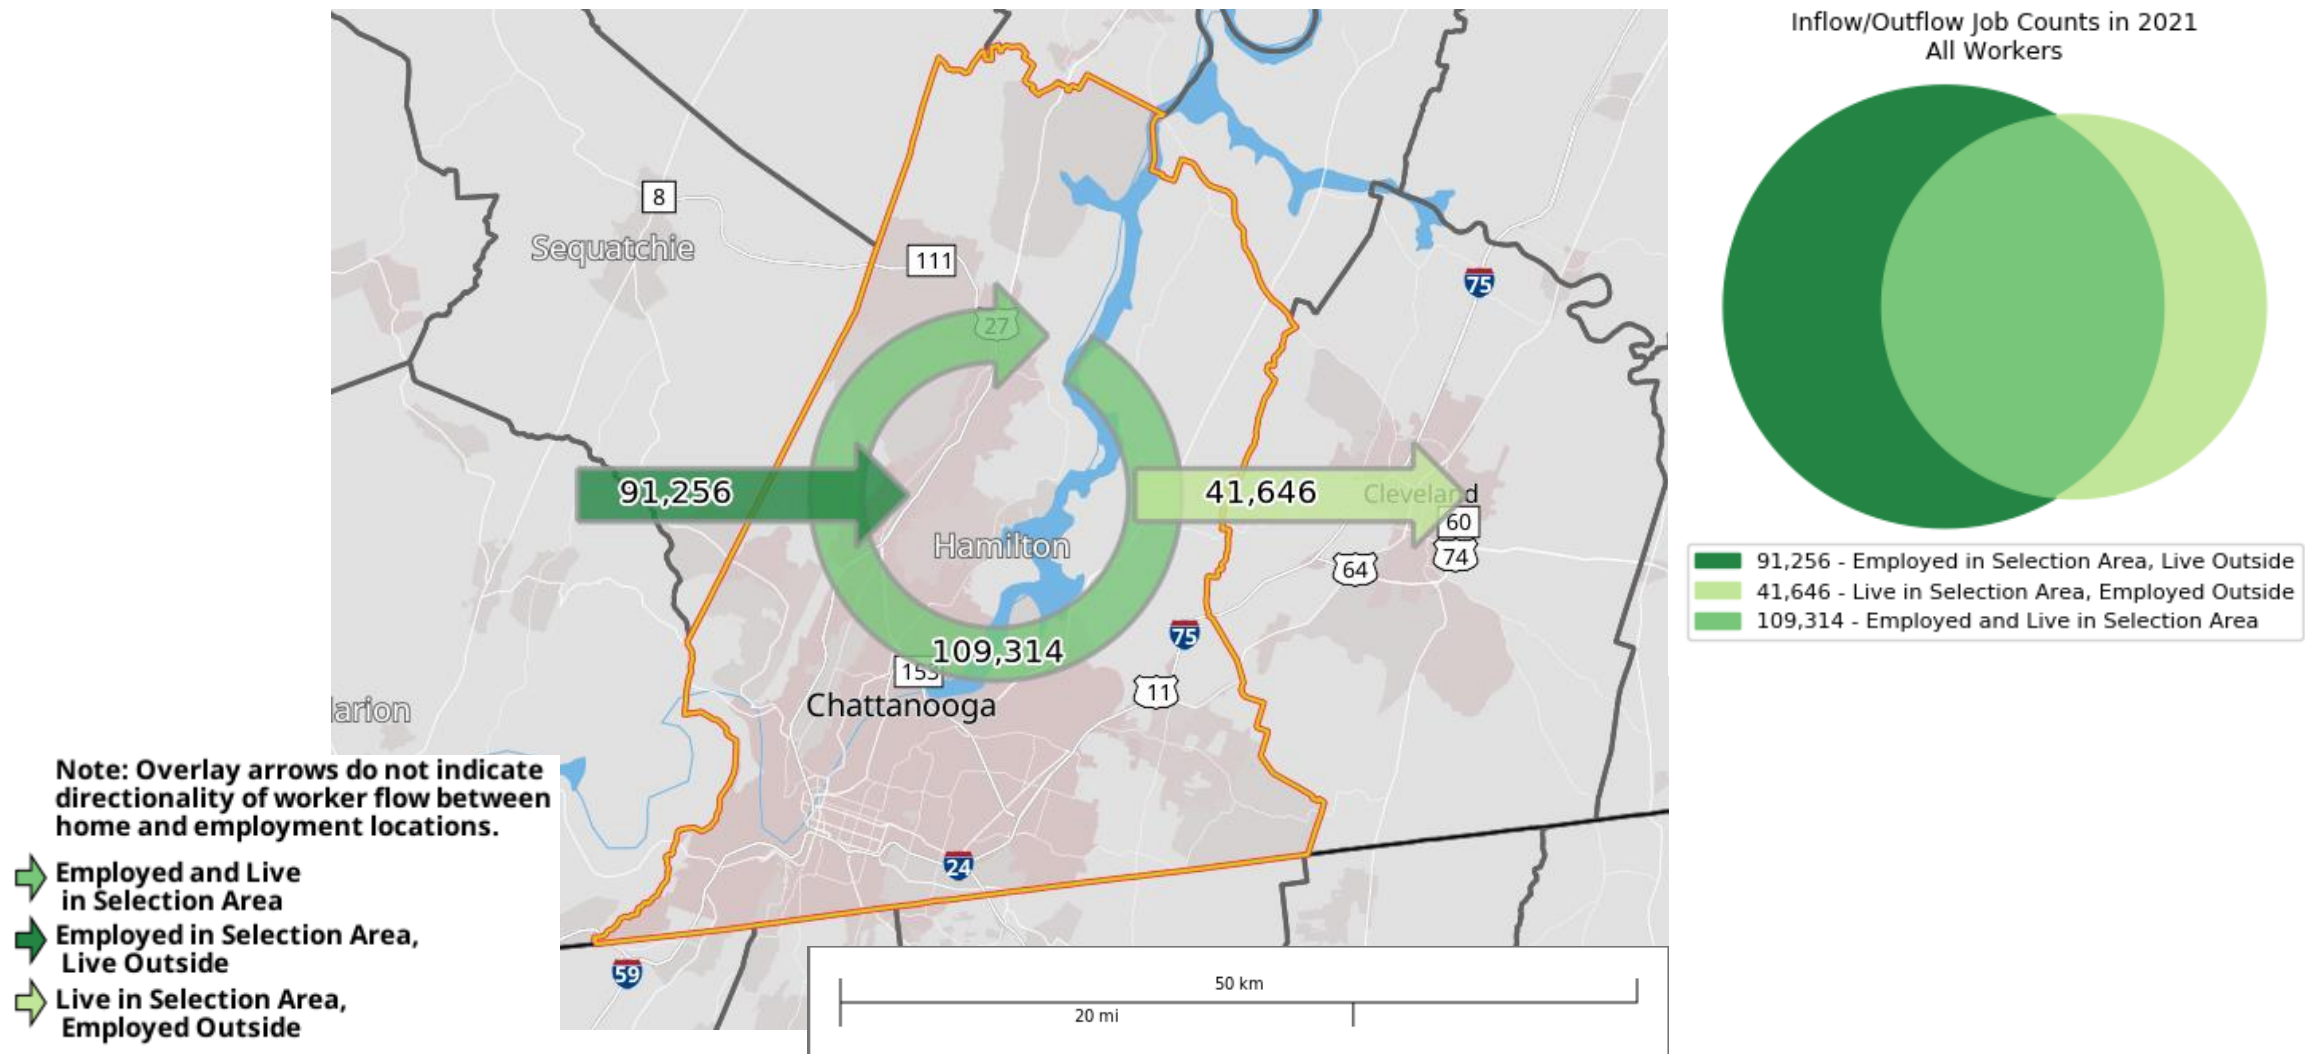 Inflow/Outflow Job Counts in 2021
All Workers
8
Sequatchie
111
75
27
91,256
41,646
Cleveland
60
Hamilton
64
74
75
109,314
153
11
Chattanooga
arion
24
59
50 km
20 mi
91,256 - Employed in Selection Area, Live Outside
41,646 - Live in Selection Area, Employed Outside
109,314 - Employed and Live in Selection Area
Note: Overlay arrows do not indicate
directionality of worker flow between
home and employment locations.
Employed and Live
in Selection Area
Employed in Selection Area,
Live Outside
Live in Selection Area,
Employed Outside